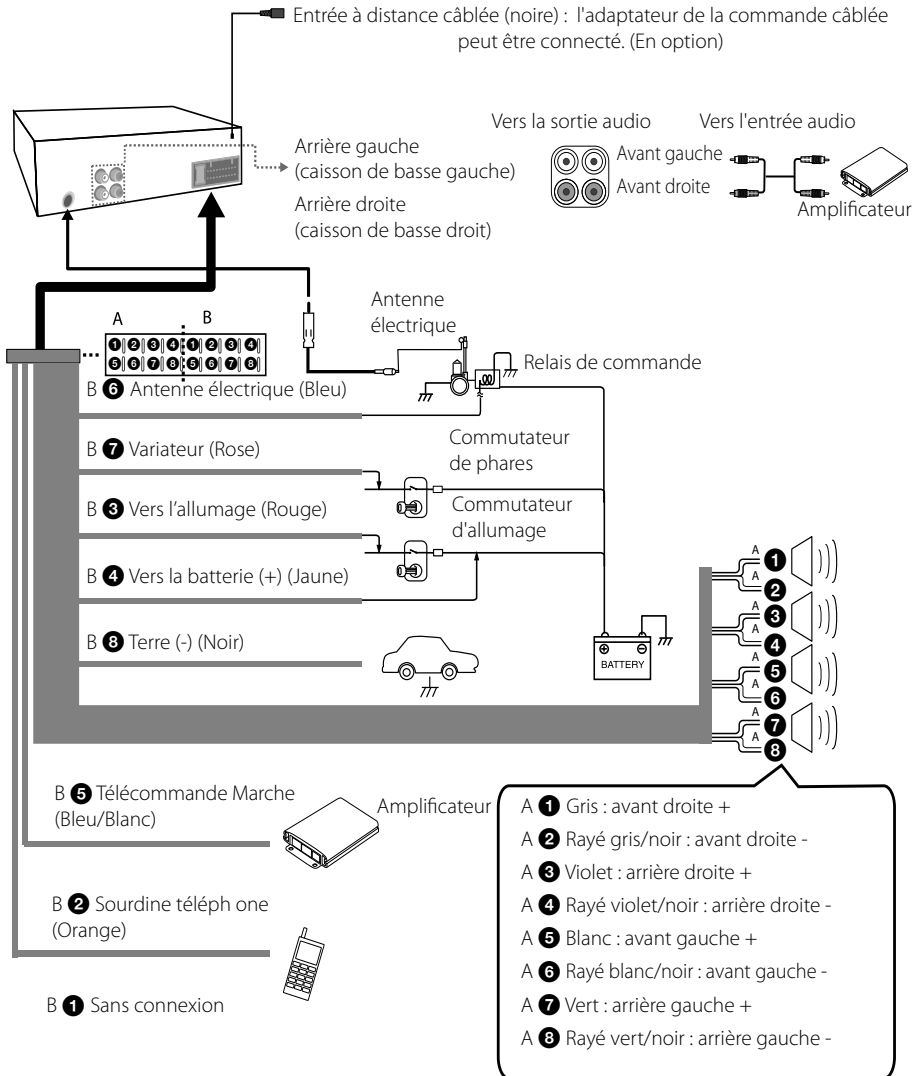 Entrée à distance câblée (noire) : l'adaptateur de la commande câblée
peut être connecté. (En option)
Arrière gauche
(caisson de basse gauche)
Arrière droite
(caisson de basse droit)
Vers la sortie audio
Vers l'entrée audio
Avant gauche
Avant droite
Amplificateur
Antenne
électrique
A B
1 2 3 4 1 2 3 4
5 6 7 8 5 6 7 8
Relais de commande
B 6 Antenne électrique (Bleu)
B 7 Variateur (Rose)
Commutateur
de phares
B 3 Vers l'allumage (Rouge)
Commutateur
d'allumage
B 4 Vers la batterie (+) (Jaune)
B 8 Terre (-) (Noir)
BATTERY
A 1
A 2
A 3
A 4
A 5
A 6
A 7
A 8
B 5 Télécommande Marche
(Bleu/Blanc)
Amplificateur
B 2 Sourdine téléph one
(Orange)
B 1 Sans connexion
A 1 Gris : avant droite +
A 2 Rayé gris/noir : avant droite -
A 3 Violet : arrière droite +
A 4 Rayé violet/noir : arrière droite -
A 5 Blanc : avant gauche +
A 6 Rayé blanc/noir : avant gauche -
A 7 Vert : arrière gauche +
A 8 Rayé vert/noir : arrière gauche -